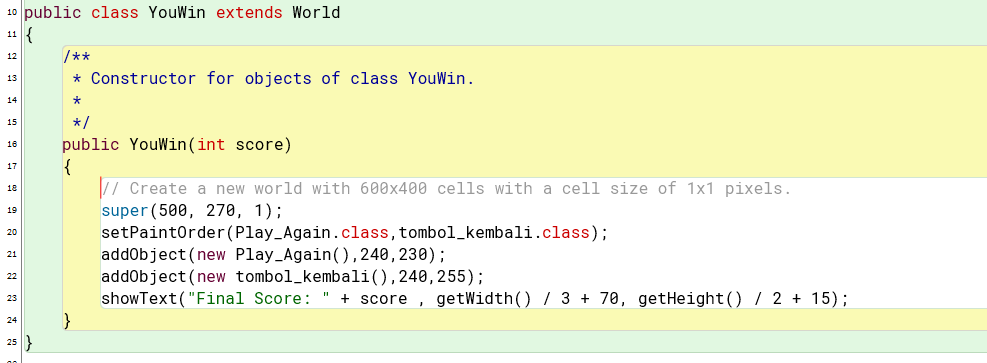 10 public class YouWin extends World
11 {
12 /**
13 * Constructor for objects of class YouWin.
14 *
15 */
16 public YouWin(int score)
17 {
18 // Create a new world with 600x400 cells with a cell size of 1x1 pixels.
19 super(500, 270, 1);
20 setPaintOrder(Play_Again.class,tombol_kembali.class);
21 addObject(new Play_Again(),240,230);
22 addObject(new tombol_kembali(),240,255);
23 showText("Final Score: " + score , getWidth() / 3 + 70, getHeight() / 2 + 15);
24 }
25 }